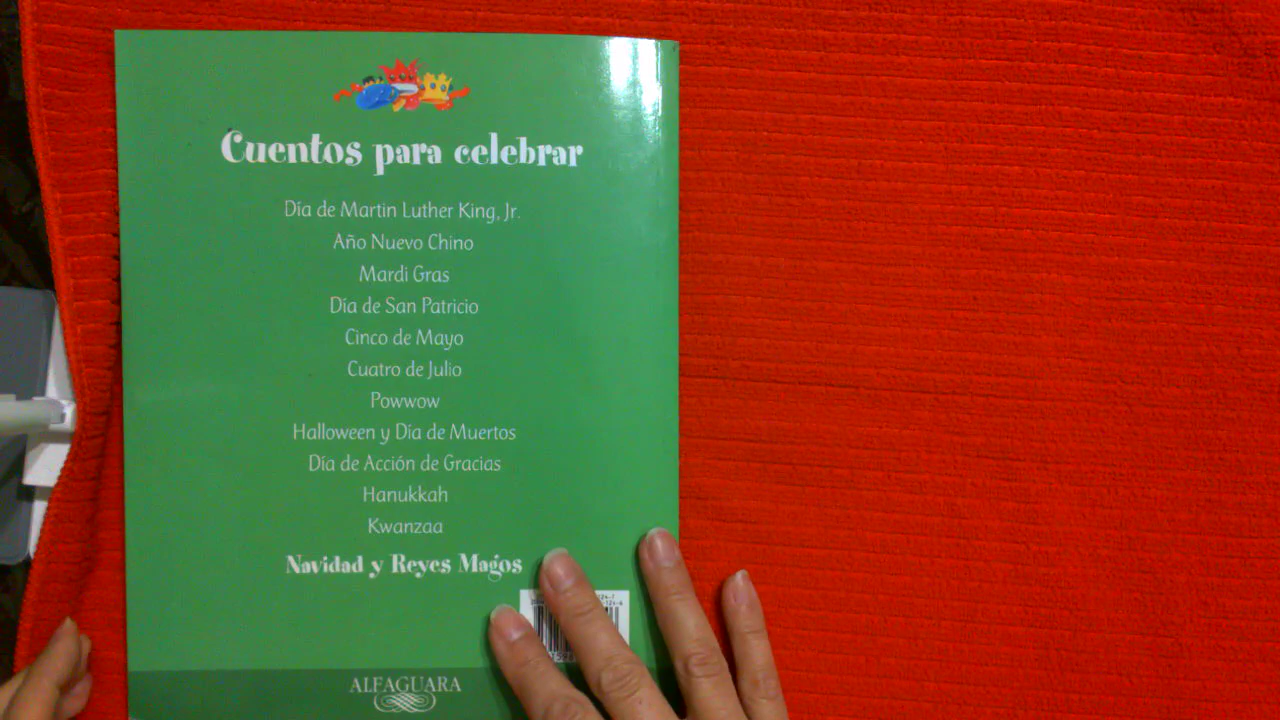 Cuentos para celebrar
Día de Martin Luther King, Jr.
Año Nuevo Chino
Mardi Gras
Día de San Patricio
Cinco de Mayo
Cuatro de Julio
Powwow
Halloween y Día de Muertos
Día de Acción de Gracias
Hanukkah
Kwanzaa
Navidad y Reyes Magos
ALFAGUARA